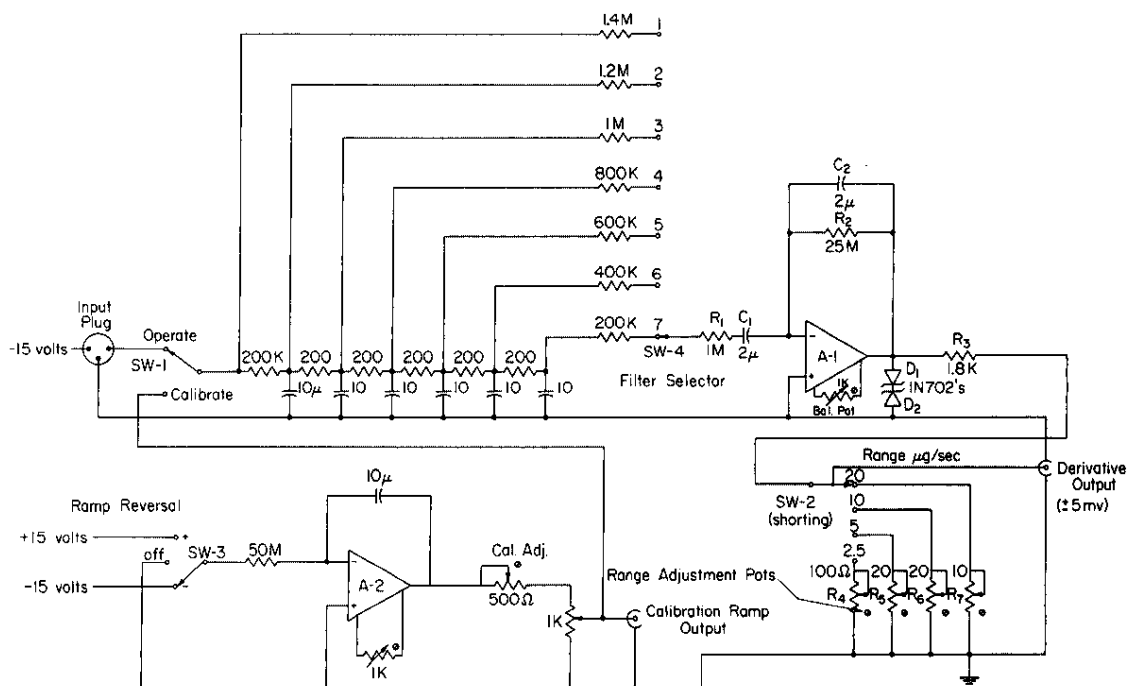 1.4M
1
1.2M
2
1M
3
800K
4
600K
5
400K
6
200K
7
SW-4
Filter Selector
Input
Plug
-15 volts
Operate
SW-1
Calibrate
200K 200 200 200 200 200
10μ 10 10 10 10 10
R1
1M
C1
2μ
C2
2μ
R2
25M
A-1
1K
Bal. Pot
D1
1N702's
D2
R3
1.8K
Range μg/sec
Derivative
Output
(±5mv)
SW-2
(shorting)
20
10
5
2.5
100Ω 20 20 10
R4 R5 R6 R7
Range Adjustment Pots
Ramp Reversal
+15 volts
+
off
SW-3
-15 volts
-
50M
10μ
A-2
1K
Cal. Adj.
500Ω
1K
Calibration Ramp
Output